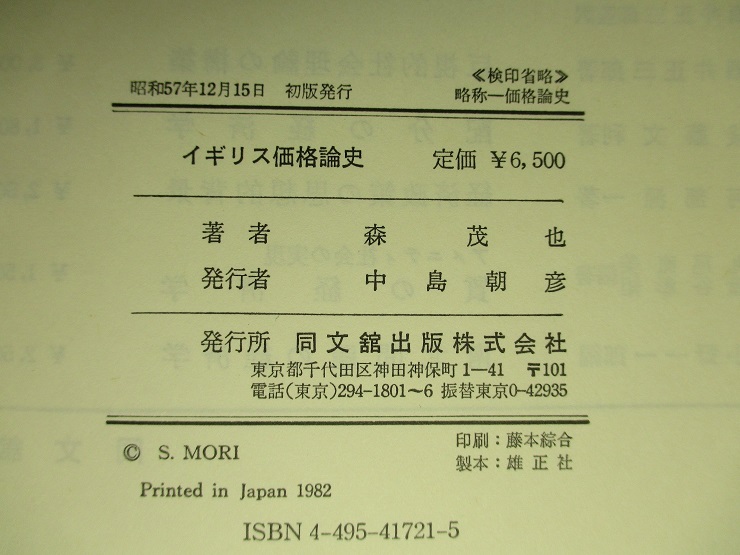 昭和57年12月15日 初版発行
≪検印省略≫
略称―価格論史
イギリス価格論史 定価 ¥6,500
著者 森茂也
発行者 中島朝彦
発行所 同文舘出版株式会社
東京都千代田区神田神保町1―41 〒101
電話(東京)294-1801~6 振替東京0-42935
© S. MORI
印刷:藤本綜合
製本:雄正社
Printed in Japan 1982
ISBN 4-495-41721-5